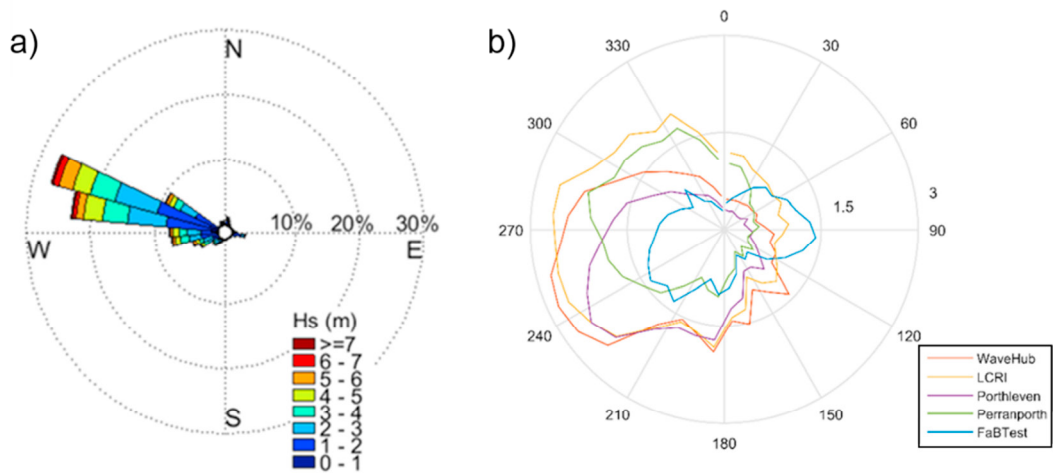 a)
N
10% 20% 30%
W
E
S
Hs (m)
>=7
6 - 7
5 - 6
4 - 5
3 - 4
2 - 3
1 - 2
0 - 1
b)
0
330
30
300
60
3
1.5
270
90
240
120
210
150
180
WaveHub
LCRI
Porthleven
Perranporth
FaBTest